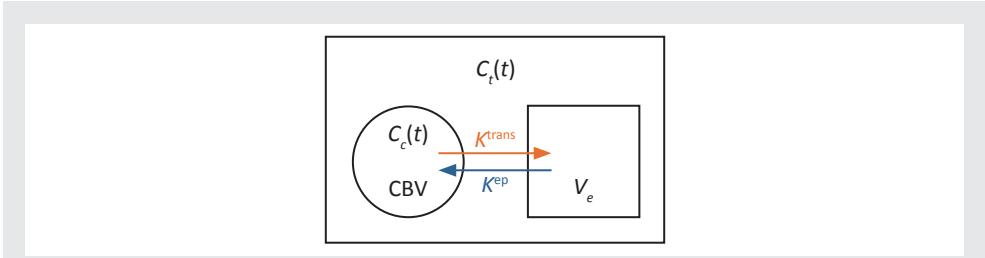 C_t(t)
C_c(t)
K^trans
CBV
K^ep
V_e